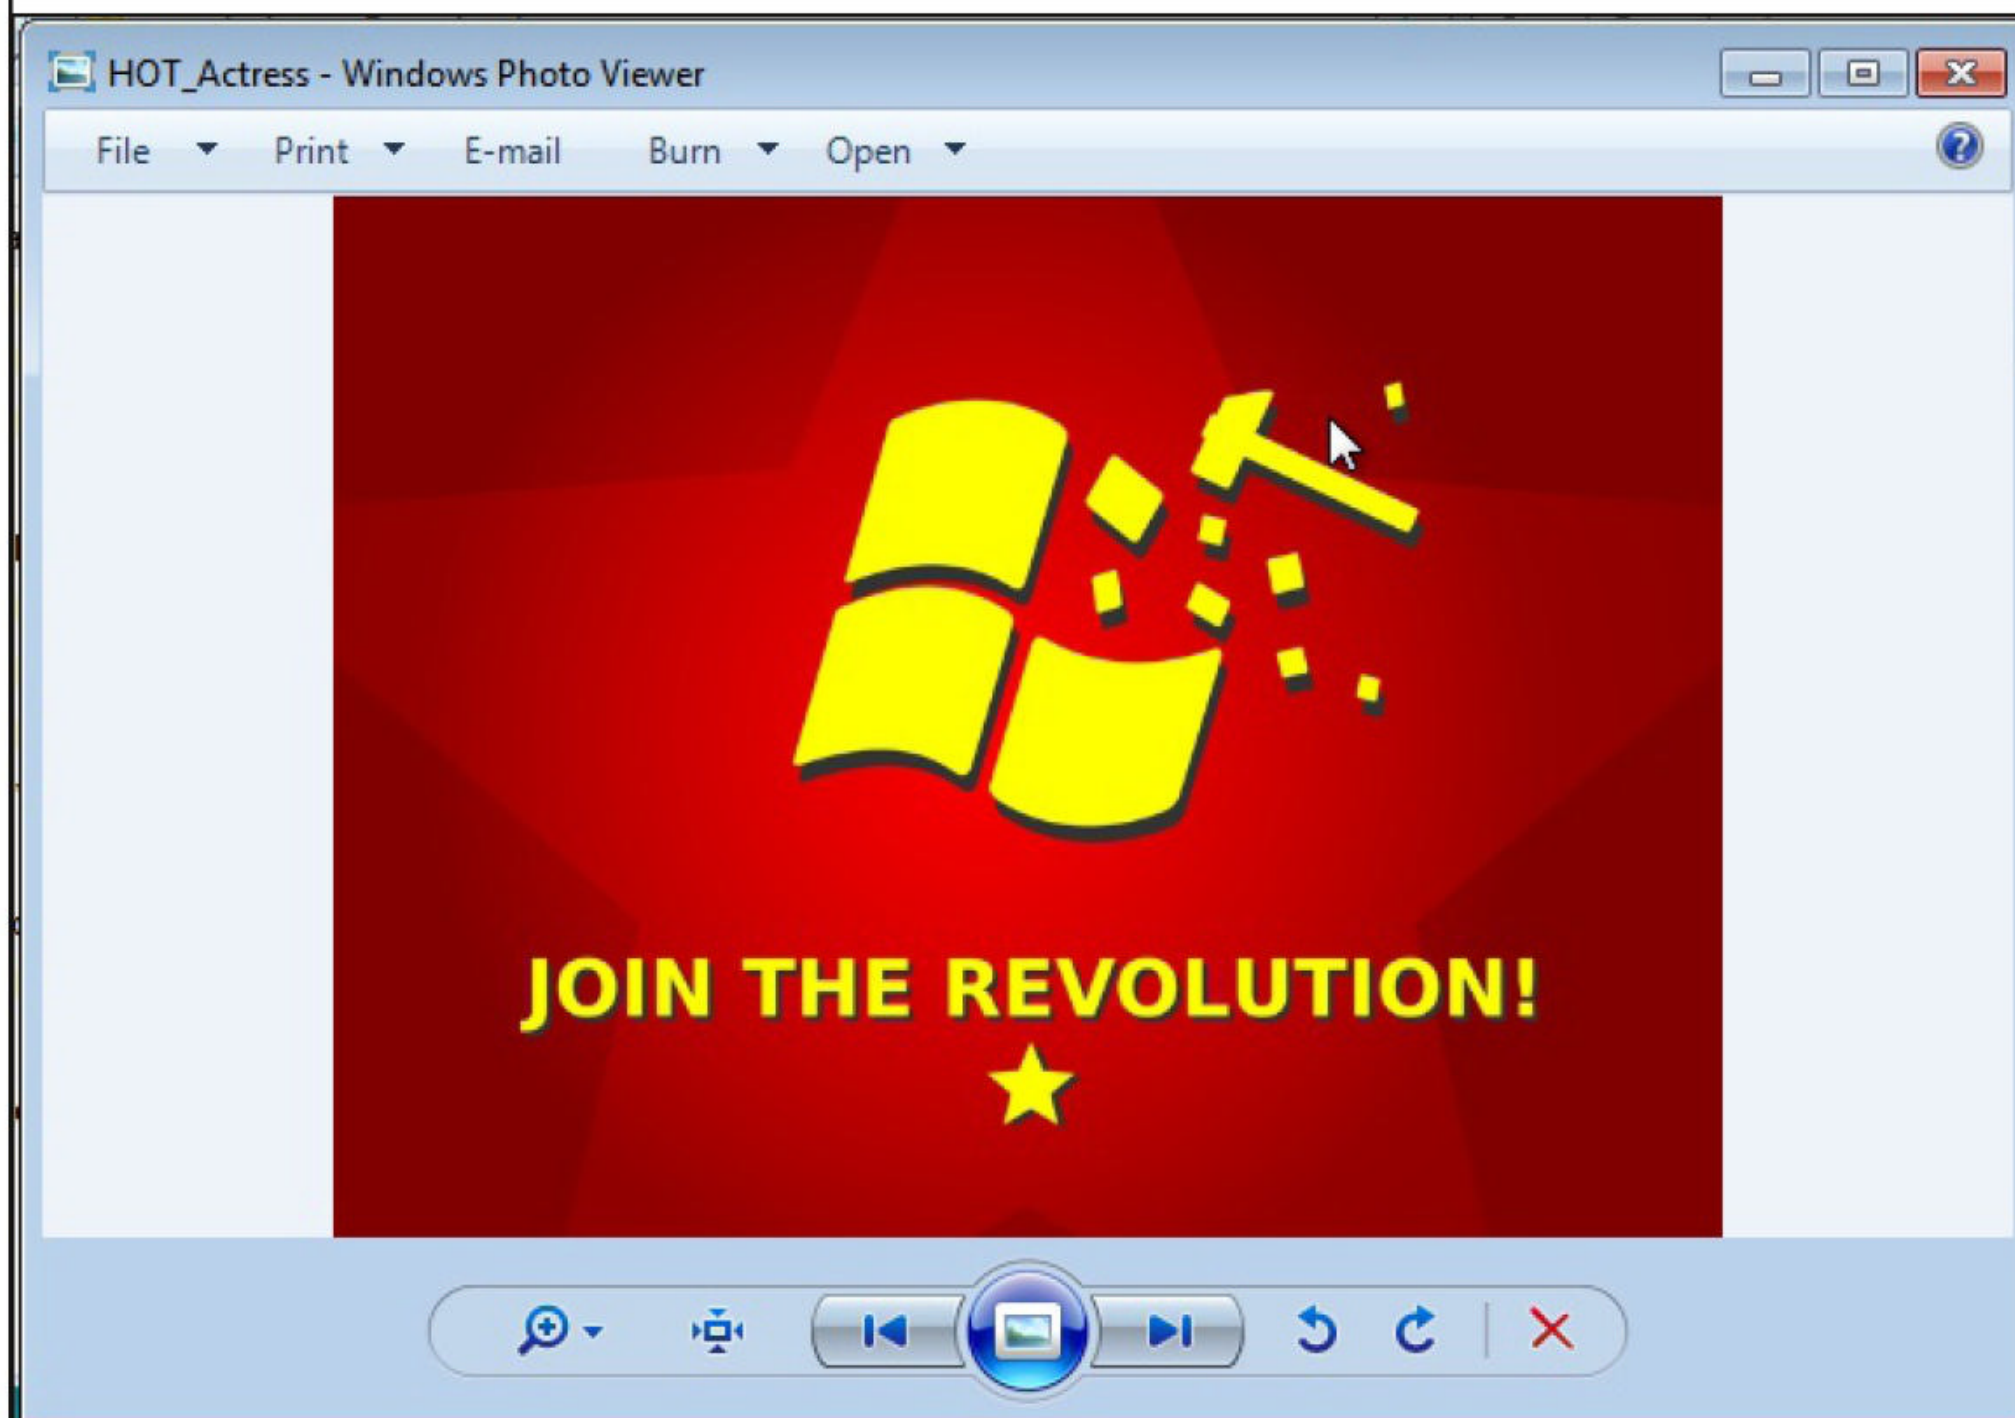 HOT_Actress - Windows Photo Viewer
File Print E-mail Burn Open
JOIN THE REVOLUTION!